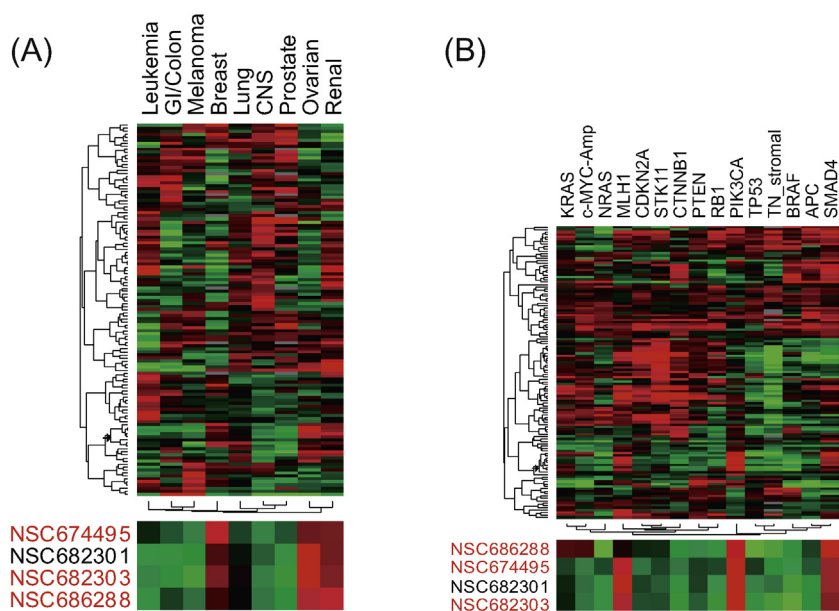 (A)
Leukemia
GI/Colon
Melanoma
Breast
Lung
CNS
Prostate
Ovarian
Renal
NSC674495
NSC682301
NSC682303
NSC686288
(B)
KRAS
c-MYC-Amp
NRAS
MLH1
CDKN2A
STK11
CTNNB1
PTEN
RB1
PIK3CA
TP53
TN_stromal
BRAF
APC
SMAD4
NSC686288
NSC674495
NSC682301
NSC682303